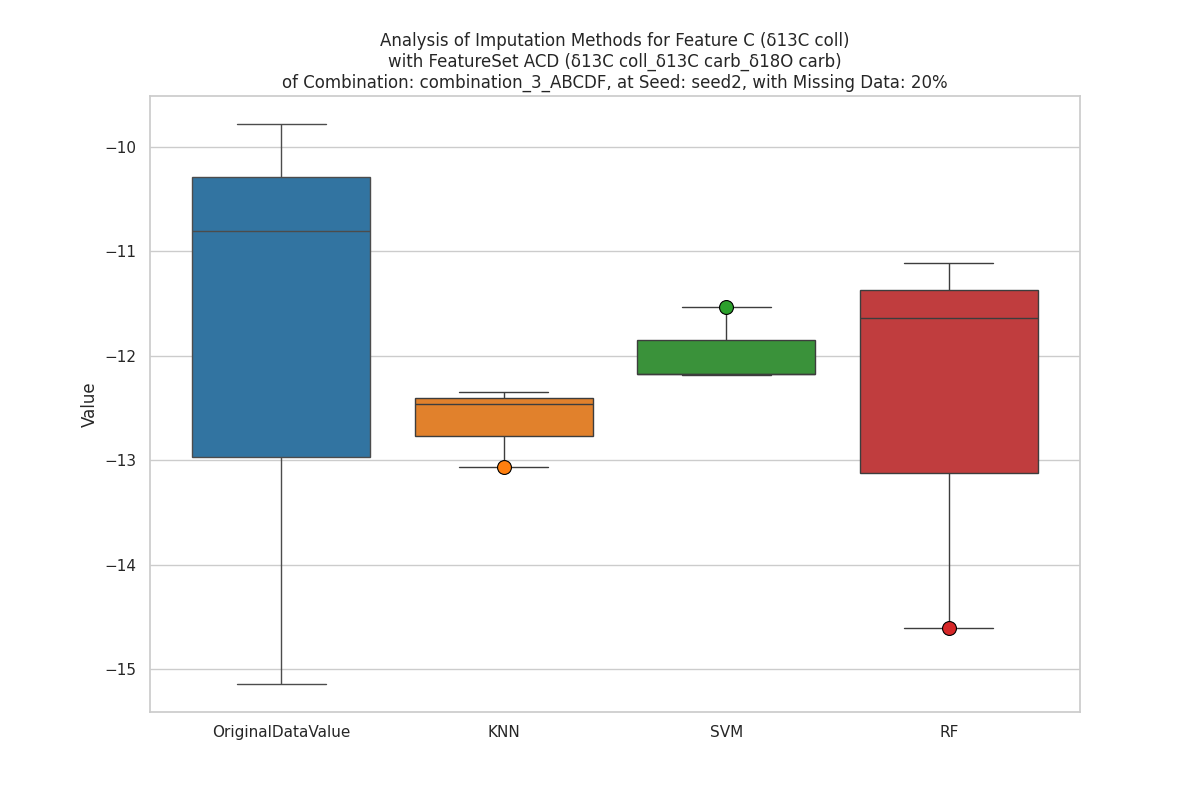 Analysis of Imputation Methods for Feature C (δ13C coll)
with FeatureSet ACD (δ13C coll_δ13C carb_δ18O carb)
of Combination: combination_3_ABCDF, at Seed: seed2, with Missing Data: 20%
Value
−10
−11
−12
−13
−14
−15
OriginalDataValue
KNN
SVM
RF